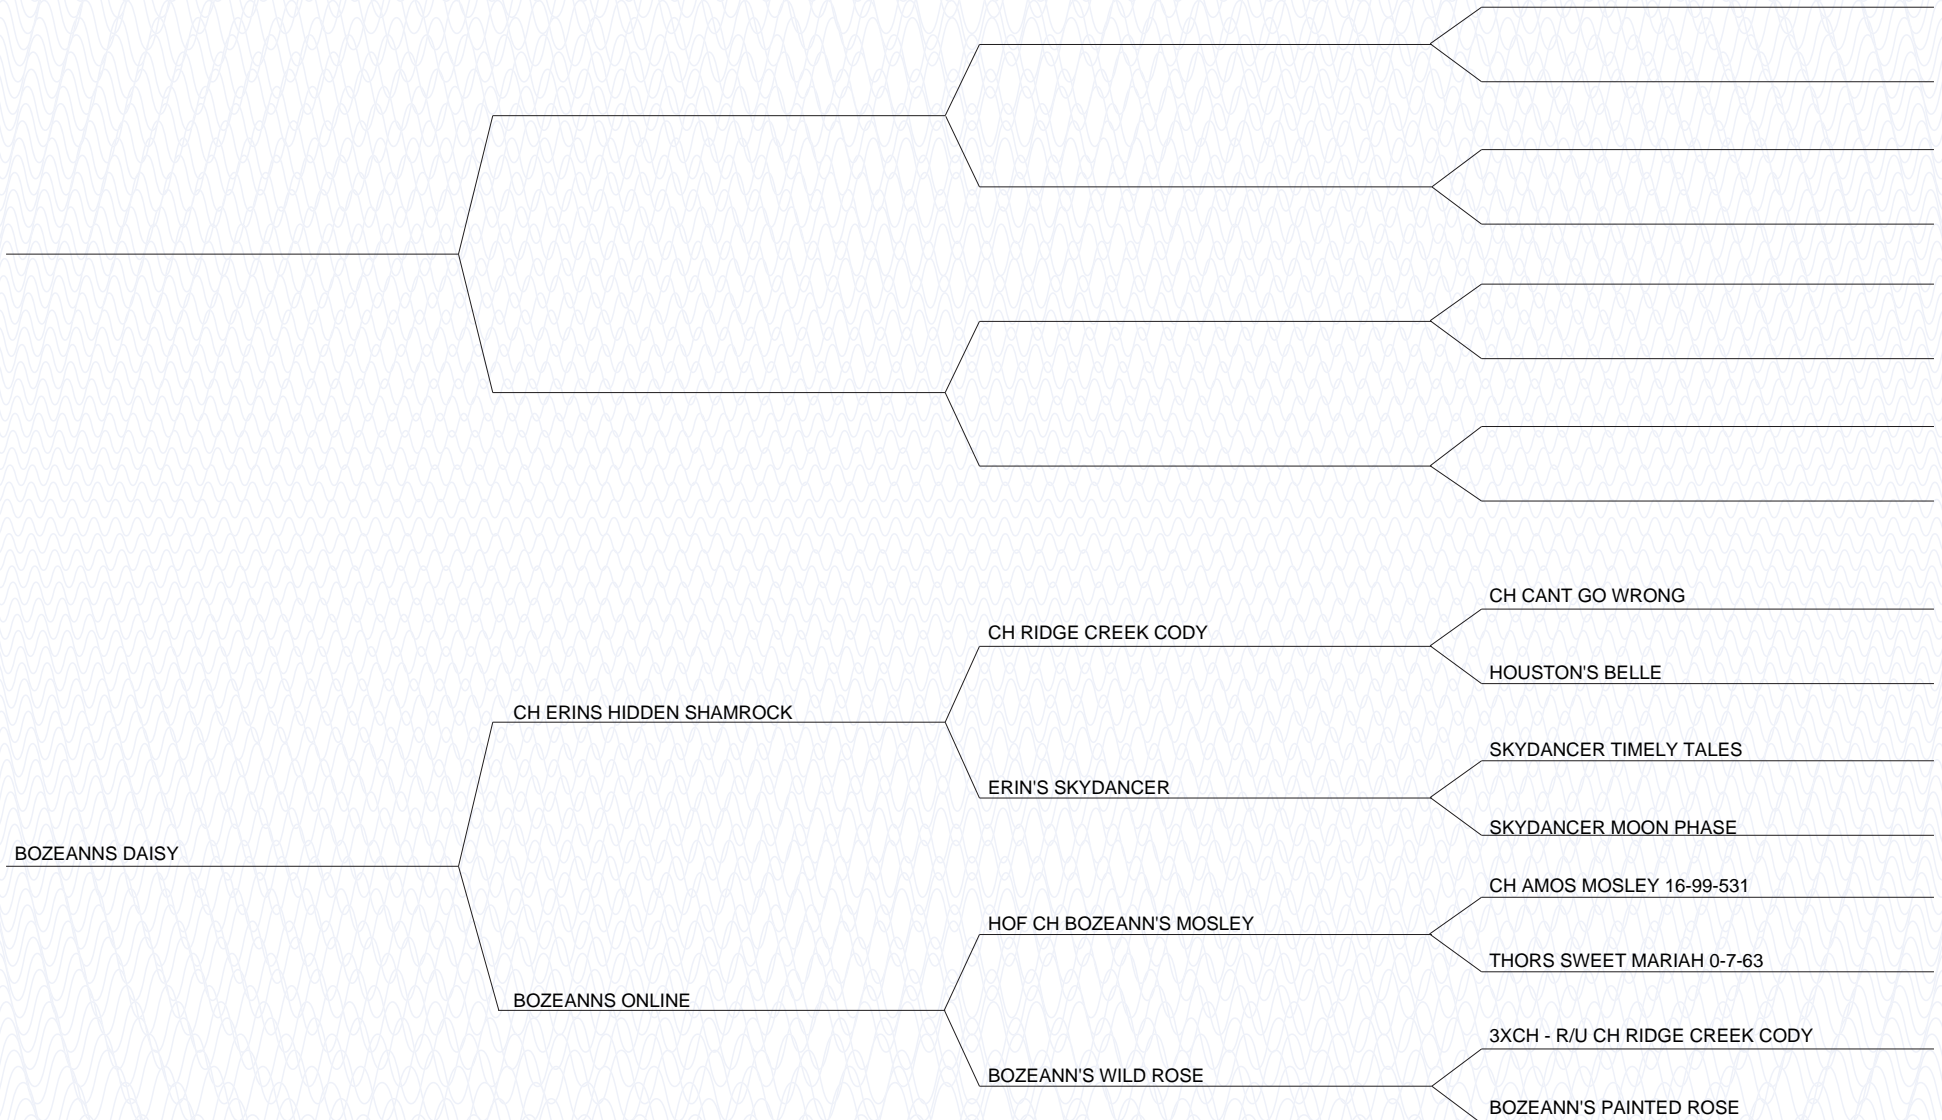 CH CANT GO WRONG
CH RIDGE CREEK CODY
HOUSTON'S BELLE
CH ERINS HIDDEN SHAMROCK
SKYDANCER TIMELY TALES
ERIN'S SKYDANCER
SKYDANCER MOON PHASE
BOZEANNS DAISY
CH AMOS MOSLEY 16-99-531
HOF CH BOZEANN'S MOSLEY
THORS SWEET MARIAH 0-7-63
BOZEANNS ONLINE
3XCH - R/U CH RIDGE CREEK CODY
BOZEANN'S WILD ROSE
BOZEANN'S PAINTED ROSE